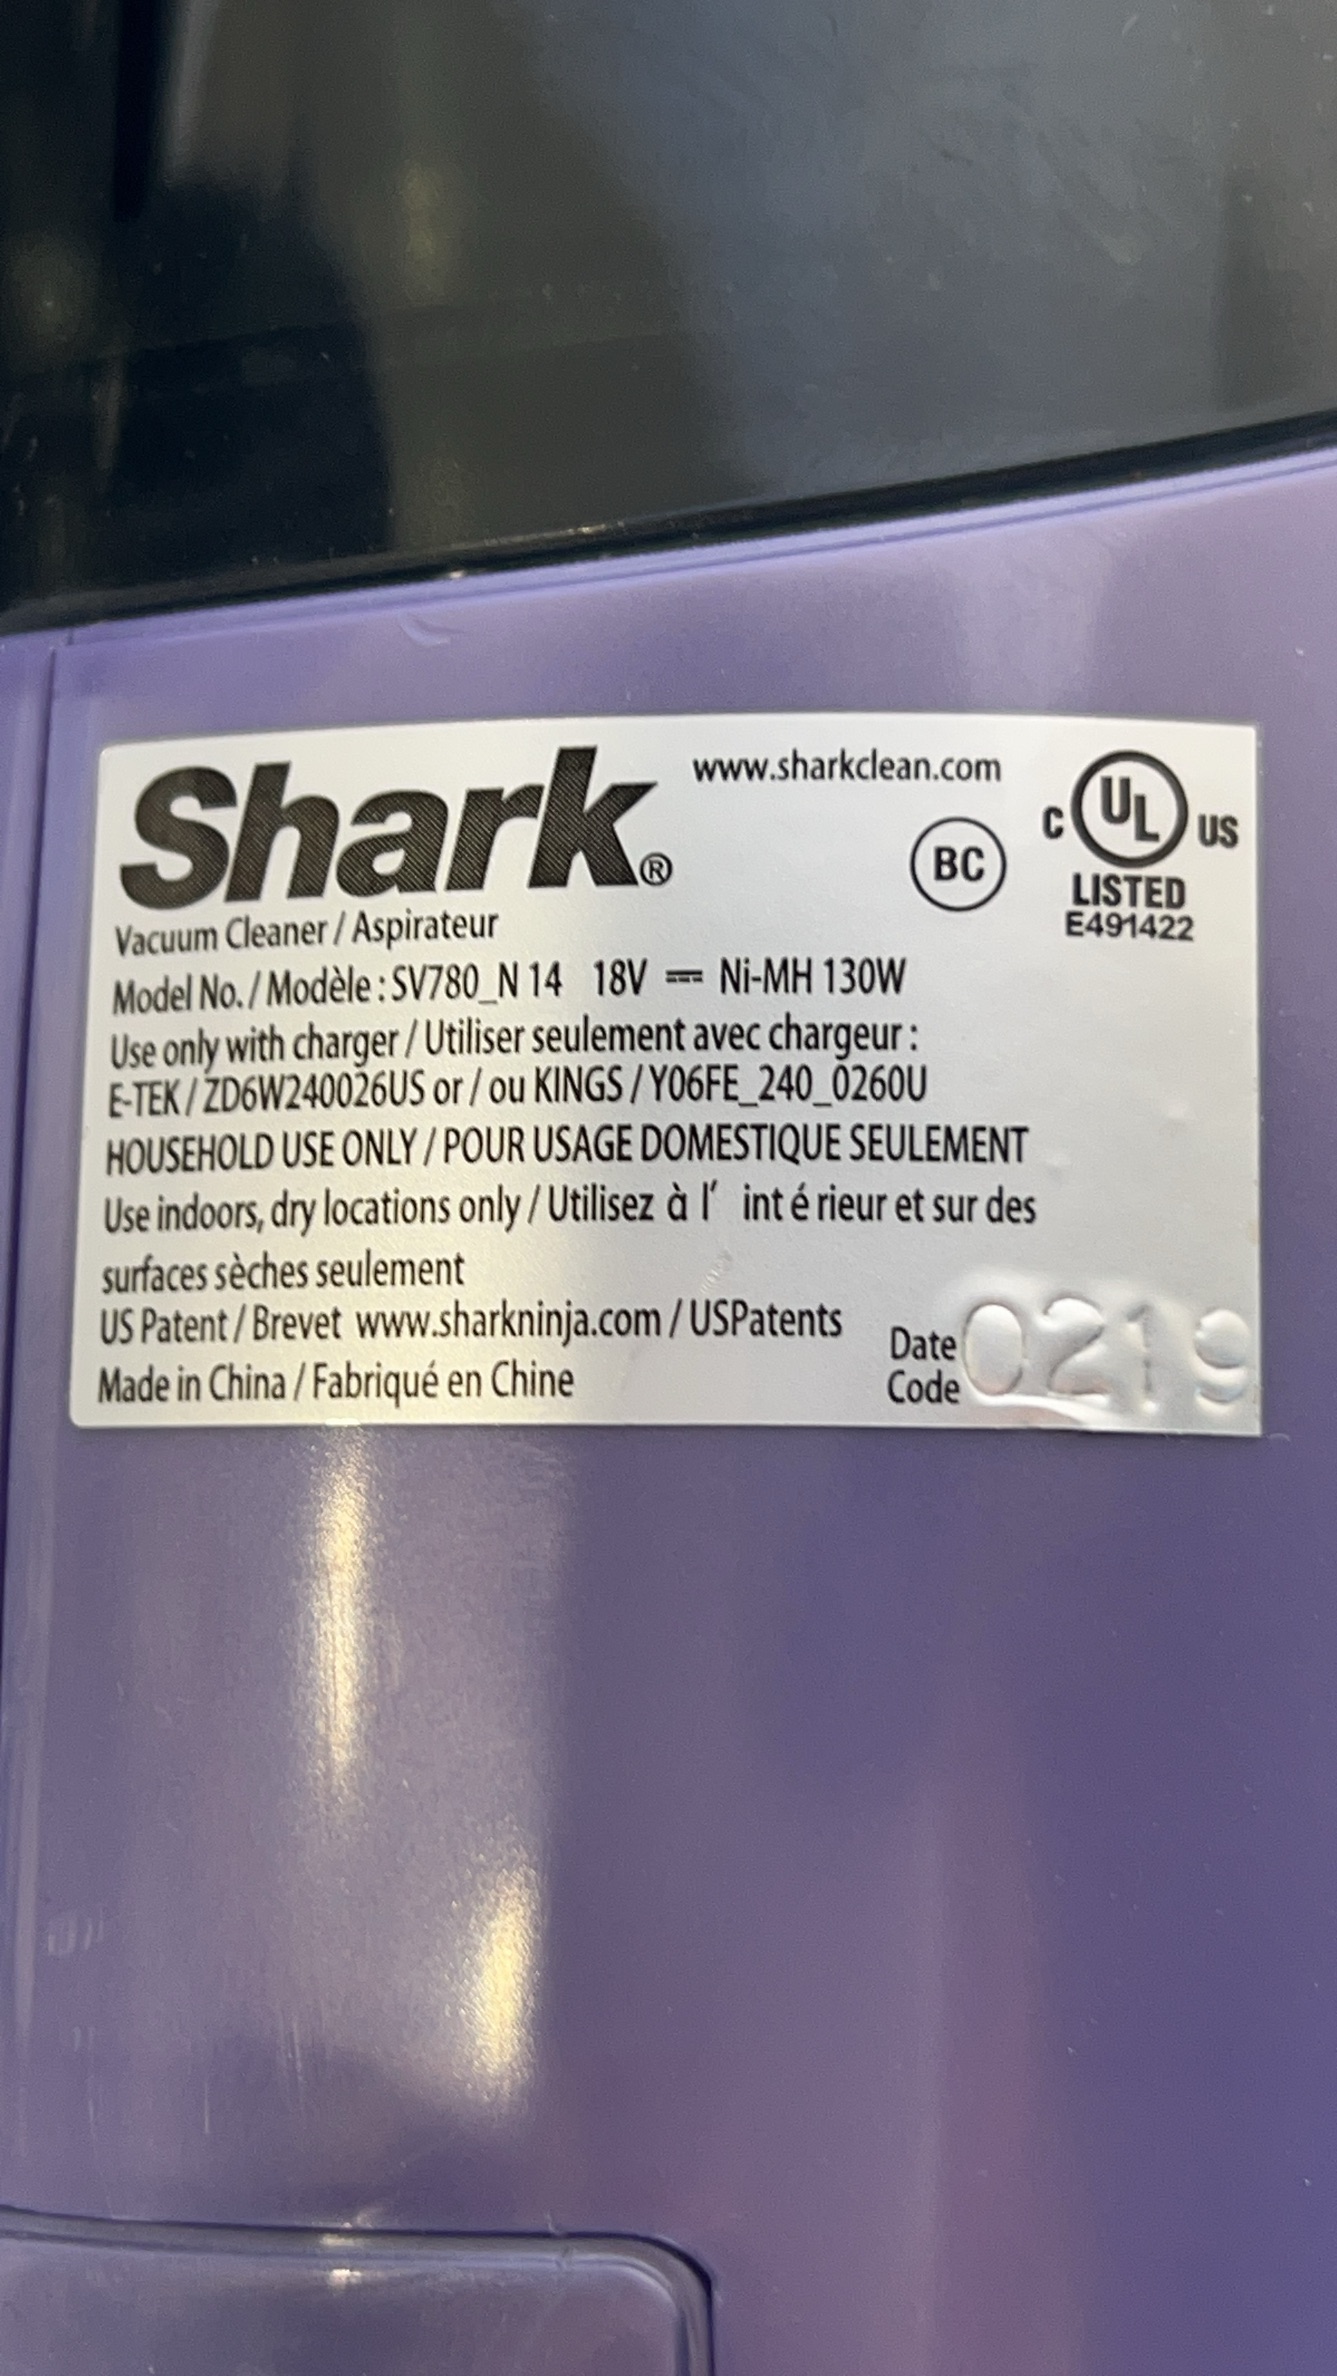 Shark®
www.sharkclean.com
BC
C UL US
LISTED
E491422
Vacuum Cleaner / Aspirateur
Model No. / Modèle : SV780_N 14 18V ⎓ Ni-MH 130W
Use only with charger / Utiliser seulement avec chargeur :
E-TEK / ZD6W240026US or / ou KINGS / Y06FE_240_0260U
HOUSEHOLD USE ONLY / POUR USAGE DOMESTIQUE SEULEMENT
Use indoors, dry locations only / Utilisez à l' int é rieur et sur des
surfaces sèches seulement
US Patent / Brevet www.sharkninja.com / USPatents
Made in China / Fabriqué en Chine
Date
Code
0219